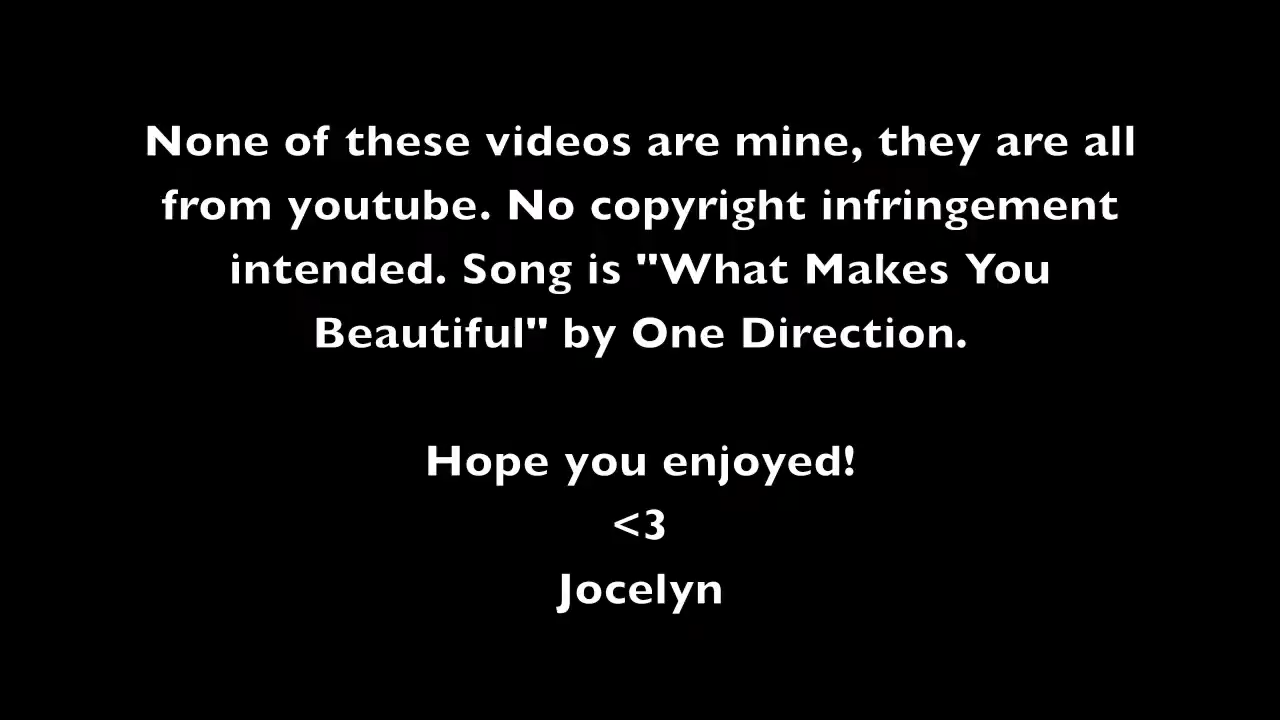 None of these videos are mine, they are all
from youtube. No copyright infringement
intended. Song is "What Makes You
Beautiful" by One Direction.
Hope you enjoyed!
<3
Jocelyn